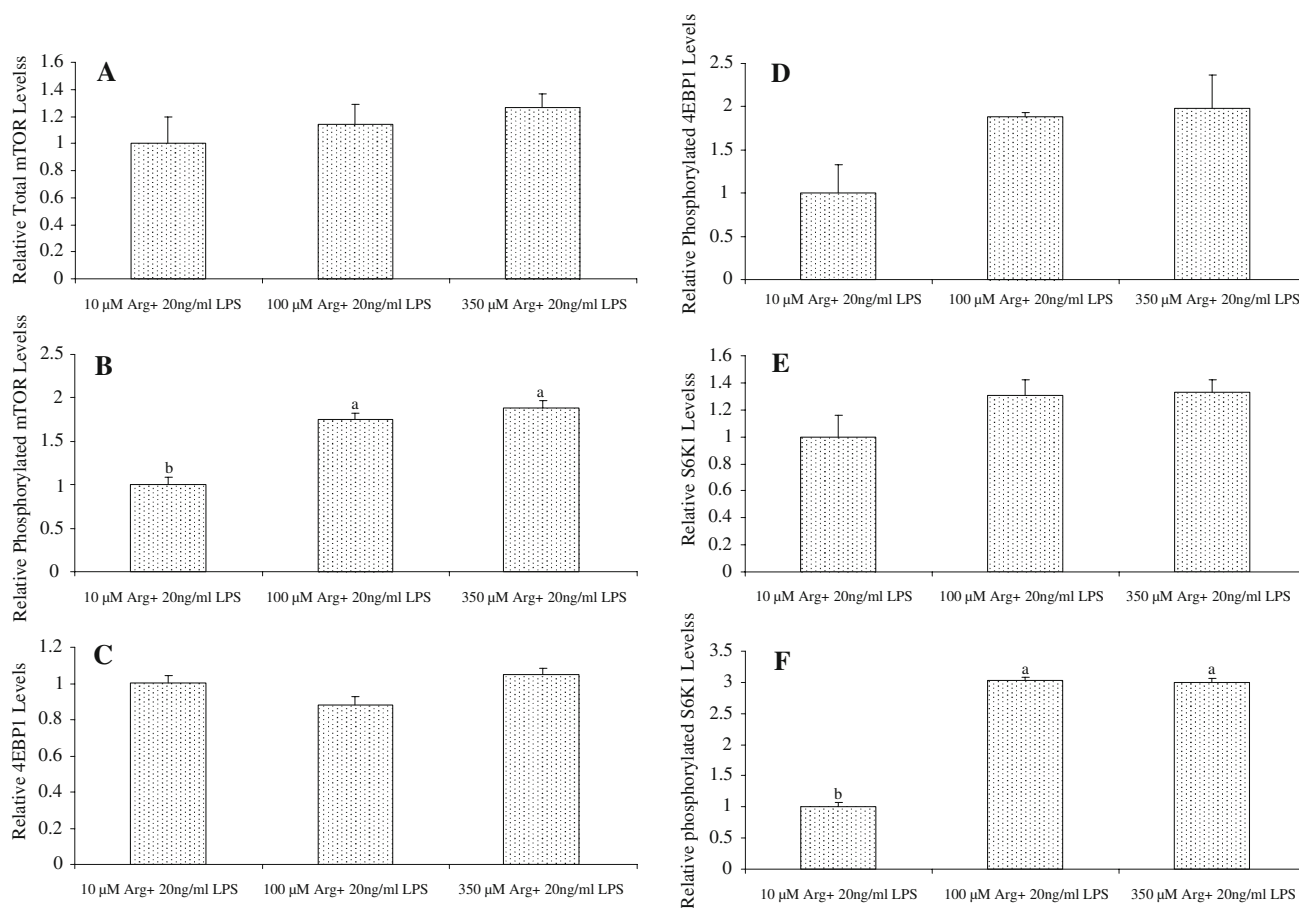 A
Relative Total mTOR Levelss
1.6
1.4
1.2
1
0.8
0.6
0.4
0.2
0
10 µM Arg+ 20ng/ml LPS
100 µM Arg+ 20ng/ml LPS
350 µM Arg+ 20ng/ml LPS
B
Relative Phosphorylated mTOR Levelss
2.5
2
1.5
1
0.5
0
b
a
a
10 µM Arg+ 20ng/ml LPS
100 µM Arg+ 20ng/ml LPS
350 µM Arg+ 20ng/ml LPS
C
Relative 4EBP1 Levels
1.2
1
0.8
0.6
0.4
0.2
0
10 µM Arg+ 20ng/ml LPS
100 µM Arg+ 20ng/ml LPS
350 µM Arg+ 20ng/ml LPS
D
Relative Phosphorylated 4EBP1 Levels
2.5
2
1.5
1
0.5
0
10 µM Arg+ 20ng/ml LPS
100 µM Arg+ 20ng/ml LPS
350 µM Arg+ 20ng/ml LPS
E
Relative S6K1 Levelss
1.6
1.4
1.2
1
0.8
0.6
0.4
0.2
0
10 µM Arg+ 20ng/ml LPS
100 µM Arg+ 20ng/ml LPS
350 µM Arg+ 20ng/ml LPS
F
Relative phosphorylated S6K1 Levelss
3.5
3
2.5
2
1.5
1
0.5
0
b
a
a
10 µM Arg+ 20ng/ml LPS
100 µM Arg+ 20ng/ml LPS
350 µM Arg+ 20ng/ml LPS